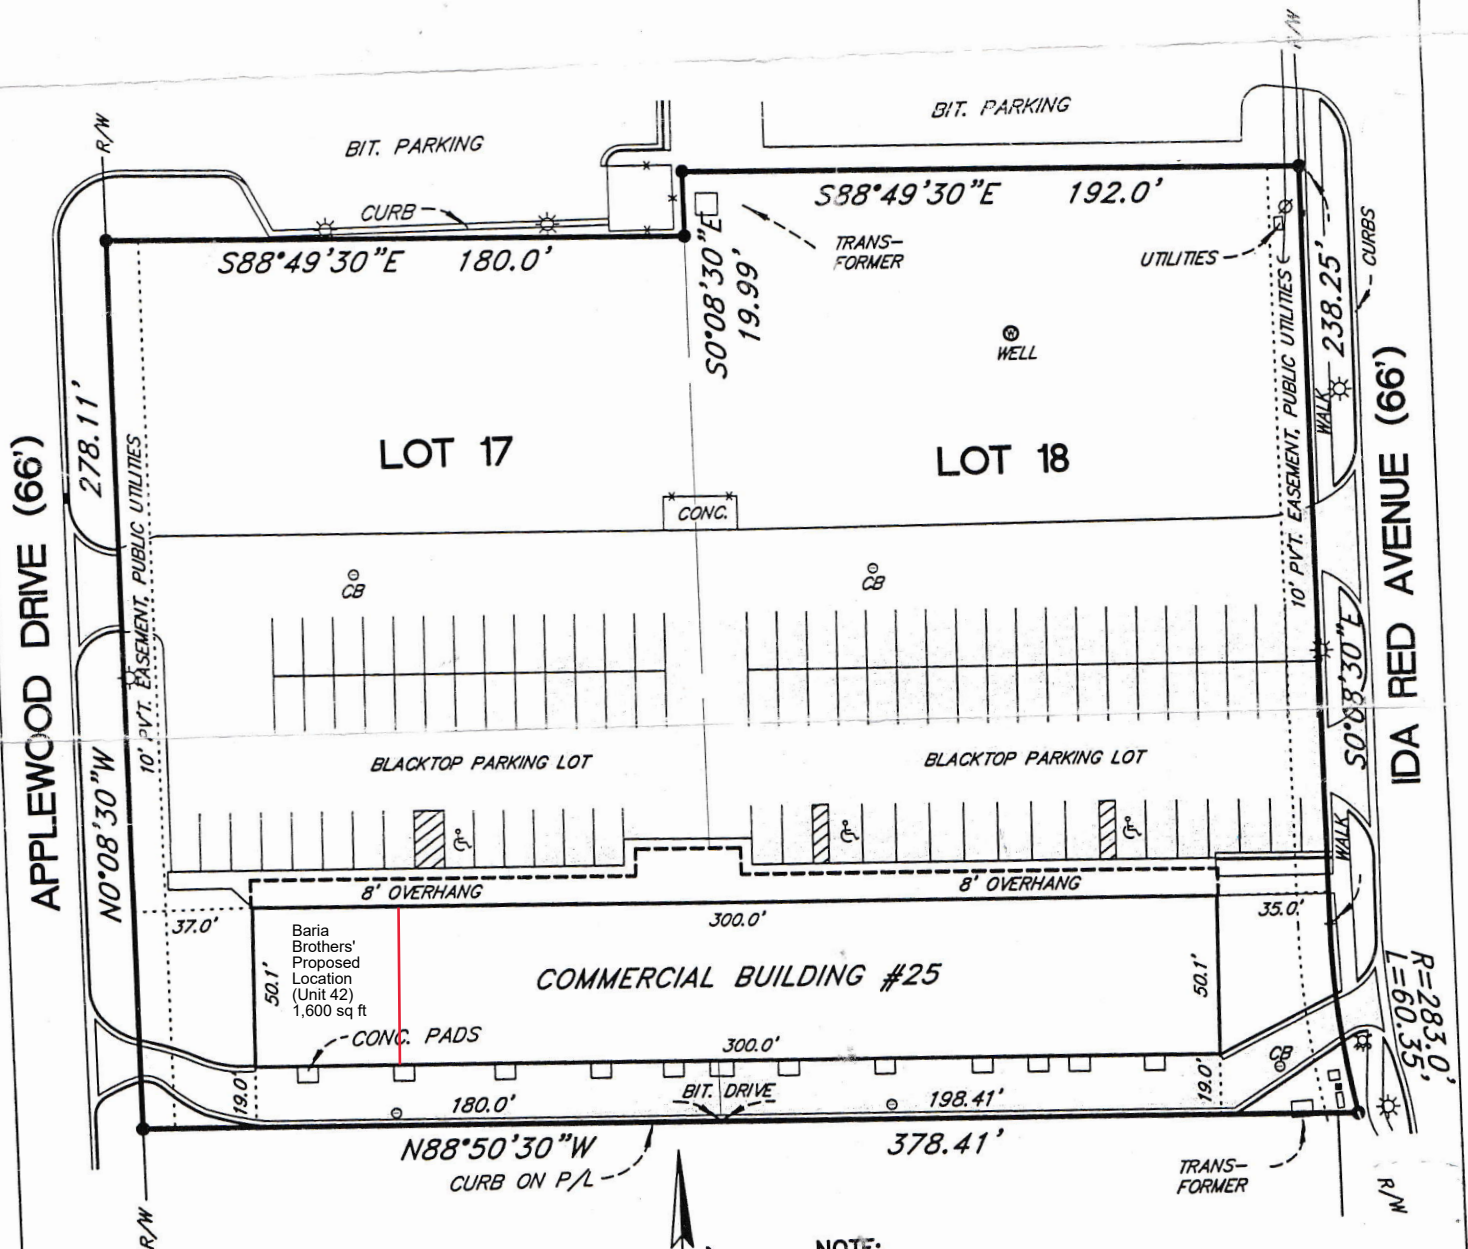 R/W
R/W
BIT. PARKING
BIT. PARKING
CURB
S88°49'30"E 192.0'
S88°49'30"E 180.0'
S0°08'30"E
19.99'
TRANS-
FORMER
UTILITIES
CURBS
238.25'
WELL
WALK
278.11'
LOT 17
LOT 18
CONC.
10' PVT. EASEMENT, PUBLIC UTILITIES
10' PVT. EASEMENT, PUBLIC UTILITIES
APPLEWOOD DRIVE (66')
IDA RED AVENUE (66')
CB
CB
S0°08'30"E
N0°08'30"W
BLACKTOP PARKING LOT
BLACKTOP PARKING LOT
WALK
8' OVERHANG
8' OVERHANG
37.0'
300.0'
35.0'
Baria
Brothers'
Proposed
Location
(Unit 42)
1,600 sq ft
50.1'
COMMERCIAL BUILDING #25
50.1'
R=283.0'
L=60.35'
CONC. PADS
300.0'
CB
19.0'
180.0'
BIT. DRIVE
198.41'
19.0'
N88°50'30"W
378.41'
CURB ON P/L
TRANS-
FORMER
R/W
R/W
NOTE: